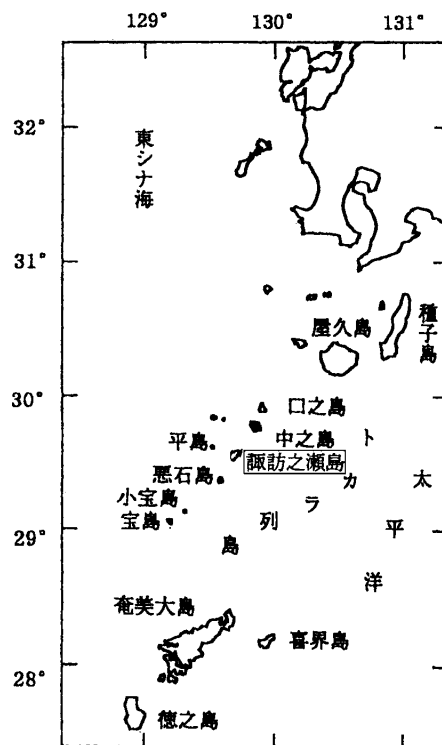 129°
130°
131°
32°
31°
30°
29°
28°
東シナ海
種子島
屋久島
口之島
中之島
平島
諏訪之瀬島
悪石島
小宝島
宝島
トカラ列島
太平洋
奄美大島
喜界島
徳之島